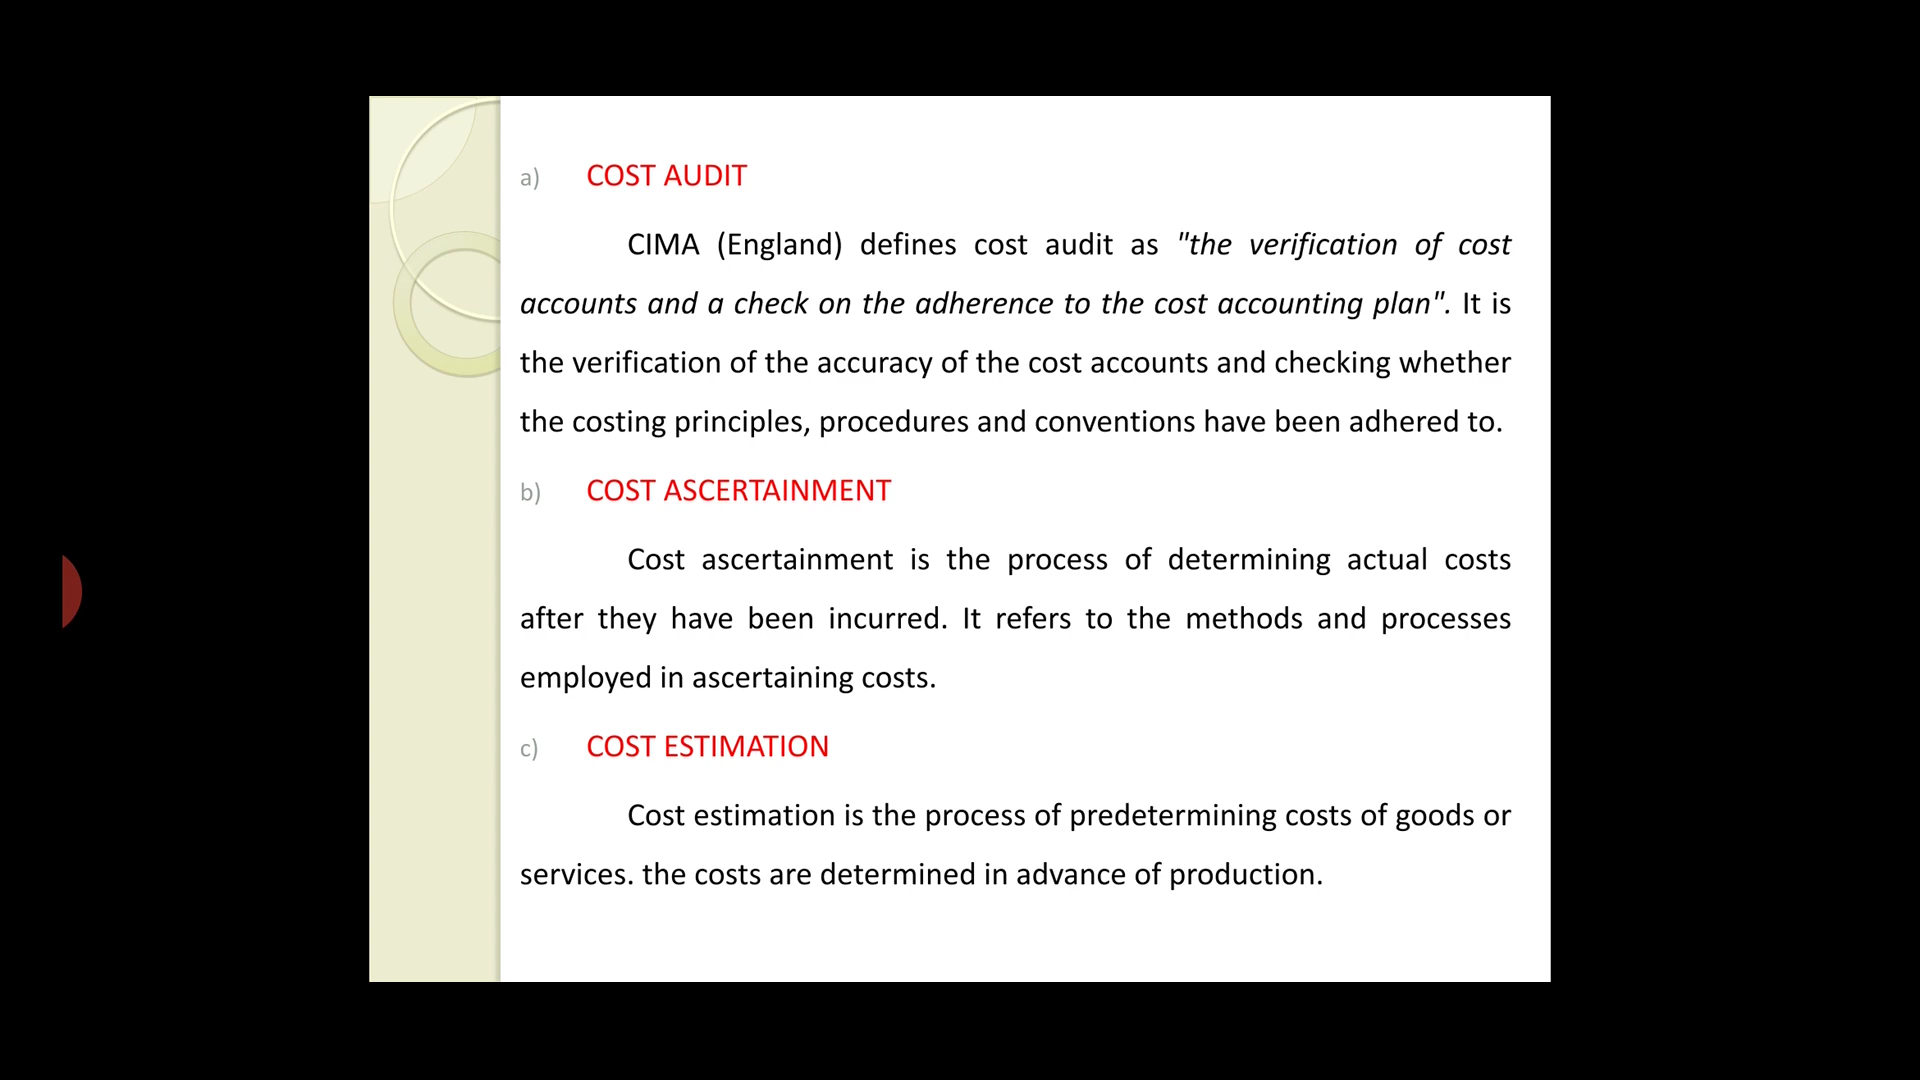 a) COST AUDIT
CIMA (England) defines cost audit as "the verification of cost
accounts and a check on the adherence to the cost accounting plan". It is
the verification of the accuracy of the cost accounts and checking whether
the costing principles, procedures and conventions have been adhered to.
b) COST ASCERTAINMENT
Cost ascertainment is the process of determining actual costs
after they have been incurred. It refers to the methods and processes
employed in ascertaining costs.
c) COST ESTIMATION
Cost estimation is the process of predetermining costs of goods or
services. the costs are determined in advance of production.